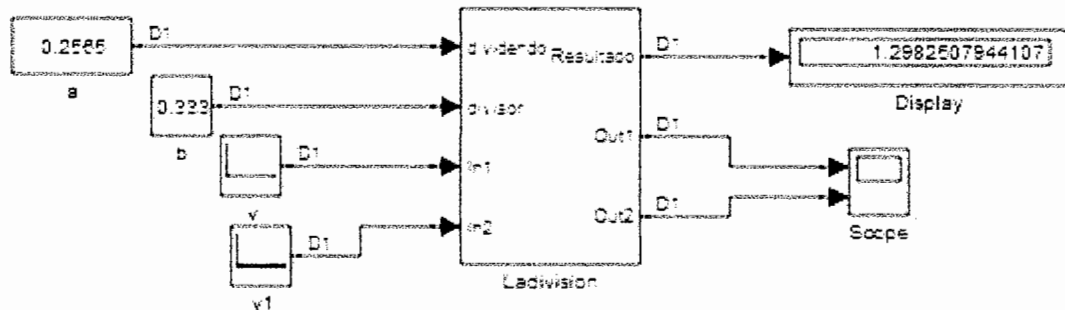 0.2565
D1
a
0.333
D1
b
D1
v
D1
v1
dividendo
divisor
In1
In2
Resultado
Out1
Out2
Ladivision
D1
D1
D1
1.2982507944107
Display
Socpe